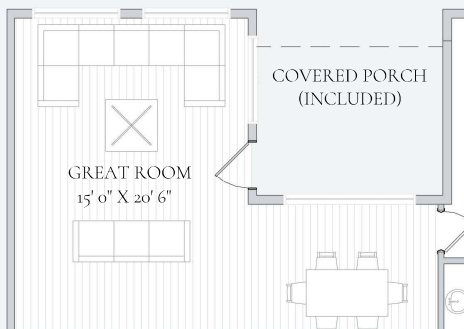 COVERED PORCH
(INCLUDED)
GREAT ROOM
15' 0" X 20' 6"